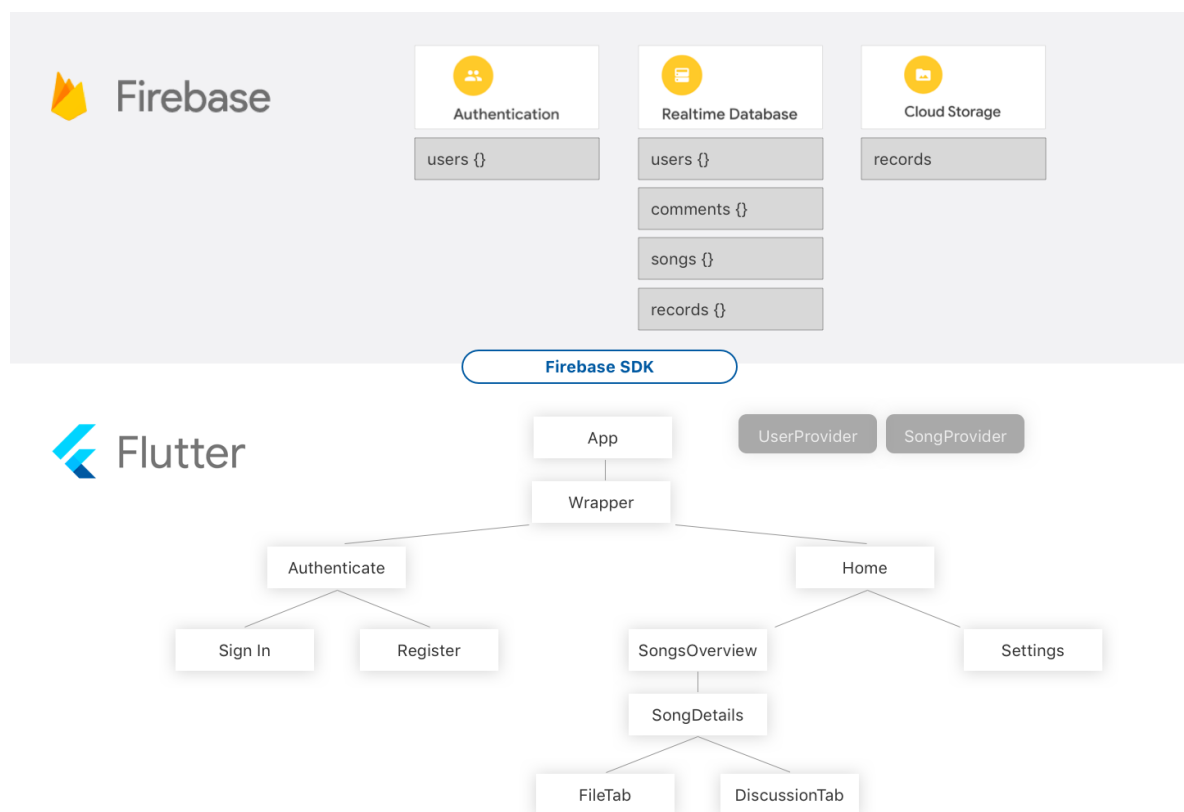 Firebase
Authentication
Realtime Database
Cloud Storage
users {}
users {}
records
comments {}
songs {}
records {}
Firebase SDK
Flutter
App
UserProvider
SongProvider
Wrapper
Authenticate
Home
Sign In
Register
SongsOverview
Settings
SongDetails
FileTab
DiscussionTab